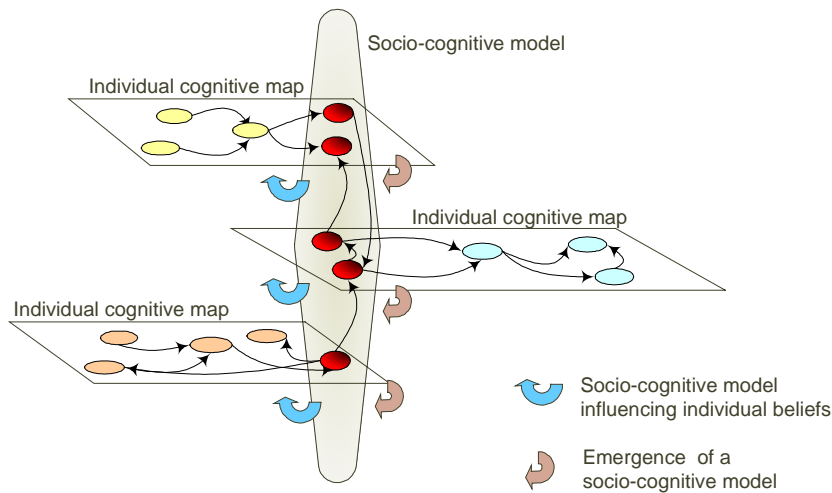 Socio-cognitive model
Individual cognitive map
Individual cognitive map
Individual cognitive map
Socio-cognitive model
influencing individual beliefs
Emergence of a
socio-cognitive model